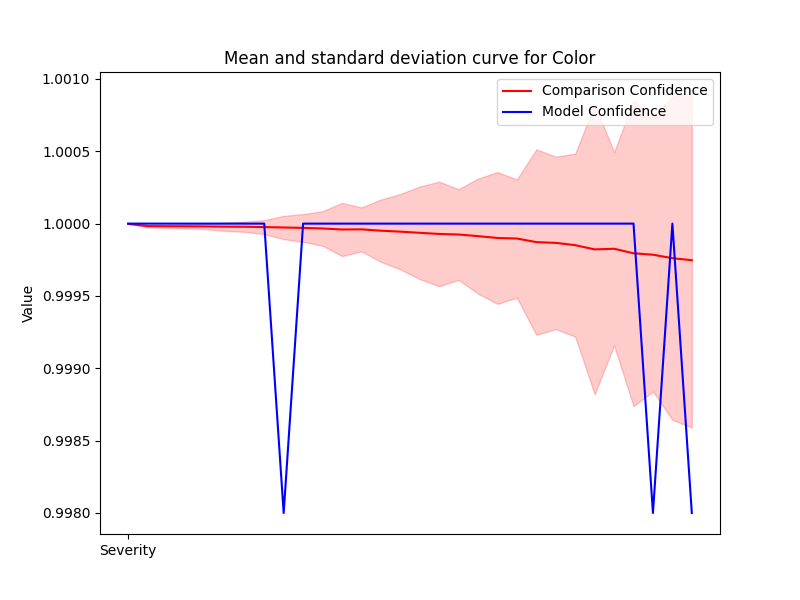 Mean and standard deviation curve for Color
Comparison Confidence
Model Confidence
1.0010
1.0005
1.0000
0.9995
0.9990
0.9985
0.9980
Value
Severity